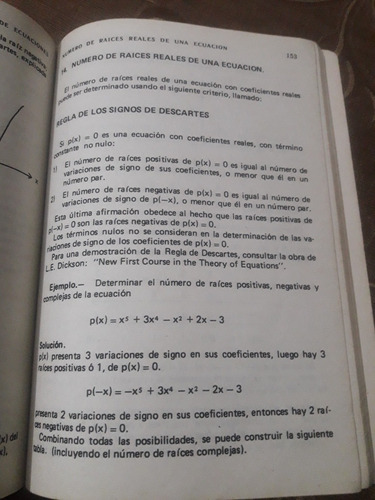 DE ECUACIONES
NUMERO DE RAICES REALES DE UNA ECUACION 153
14. NUMERO DE RAICES REALES DE UNA ECUACION.
El número de raíces reales de una ecuación con coeficientes reales
puede ser determinado usando el siguiente criterio, llamado:
REGLA DE LOS SIGNOS DE DESCARTES
Si p(x) = 0 es una ecuación con coeficientes reales, con término
constante no nulo:
1) El número de raíces positivas de p(x) = 0 es igual al número de
variaciones de signo de sus coeficientes, o menor que él en un
número par.
2) El número de raíces negativas de p(x) = 0 es igual al número de
variaciones de signo de p(−x), o menor que él en un número par.
Esta última afirmación obedece al hecho que las raíces positivas de
p(−x) = 0 son las raíces negativas de p(x) = 0.
Los términos nulos no se consideran en la determinación de las va-
riaciones de signo de los coeficientes de p(x) = 0.
Para una demostración de la Regla de Descartes, consultar la obra de
L.E. Dickson: "New First Course in the Theory of Equations".
Ejemplo.— Determinar el número de raíces positivas, negativas y
complejas de la ecuación
p(x) = x⁵ + 3x⁴ − x² + 2x − 3
Solución.
p(x) presenta 3 variaciones de signo en sus coeficientes, luego hay 3
raíces positivas ó 1, de p(x) = 0.
p(−x) = −x⁵ + 3x⁴ − x² − 2x − 3
presenta 2 variaciones de signo en sus coeficientes, entonces hay 2 raí-
ces negativas de p(x) = 0.
Combinando todas las posibilidades, se puede construir la siguiente
tabla. (incluyendo el número de raíces complejas).